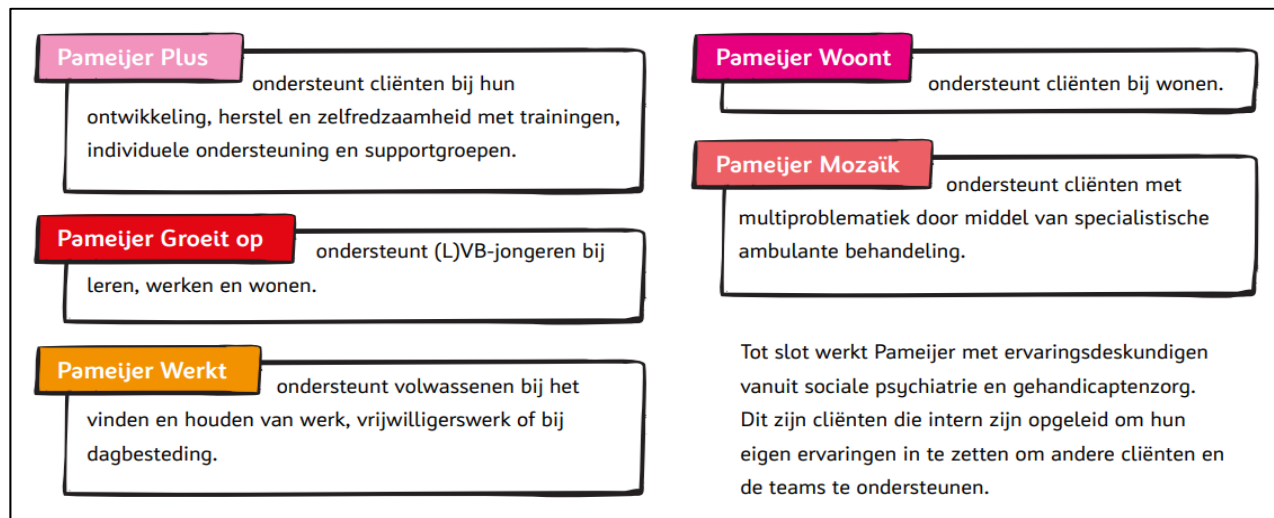 Pameijer Plus
ondersteunt cliënten bij hun
ontwikkeling, herstel en zelfredzaamheid met trainingen,
individuele ondersteuning en supportgroepen.
Pameijer Groeit op
ondersteunt (L)VB-jongeren bij
leren, werken en wonen.
Pameijer Werkt
ondersteunt volwassenen bij het
vinden en houden van werk, vrijwilligerswerk of bij
dagbesteding.
Pameijer Woont
ondersteunt cliënten bij wonen.
Pameijer Mozaïk
ondersteunt cliënten met
multiproblematiek door middel van specialistische
ambulante behandeling.
Tot slot werkt Pameijer met ervaringsdeskundigen
vanuit sociale psychiatrie en gehandicaptenzorg.
Dit zijn cliënten die intern zijn opgeleid om hun
eigen ervaringen in te zetten om andere cliënten en
de teams te ondersteunen.